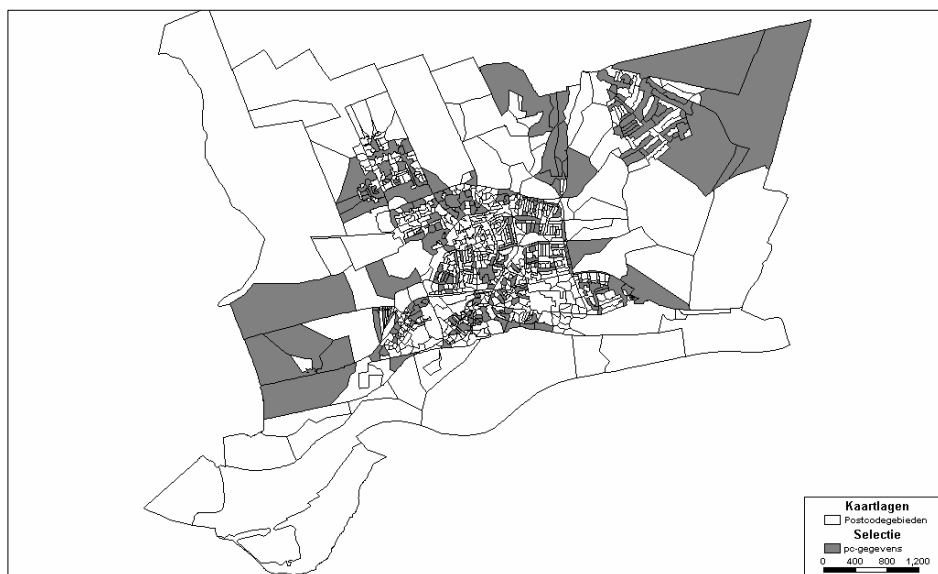 Kaartlagen
Postcodegebieden
Selectie
pc-gegevens
0 400 800 1,200